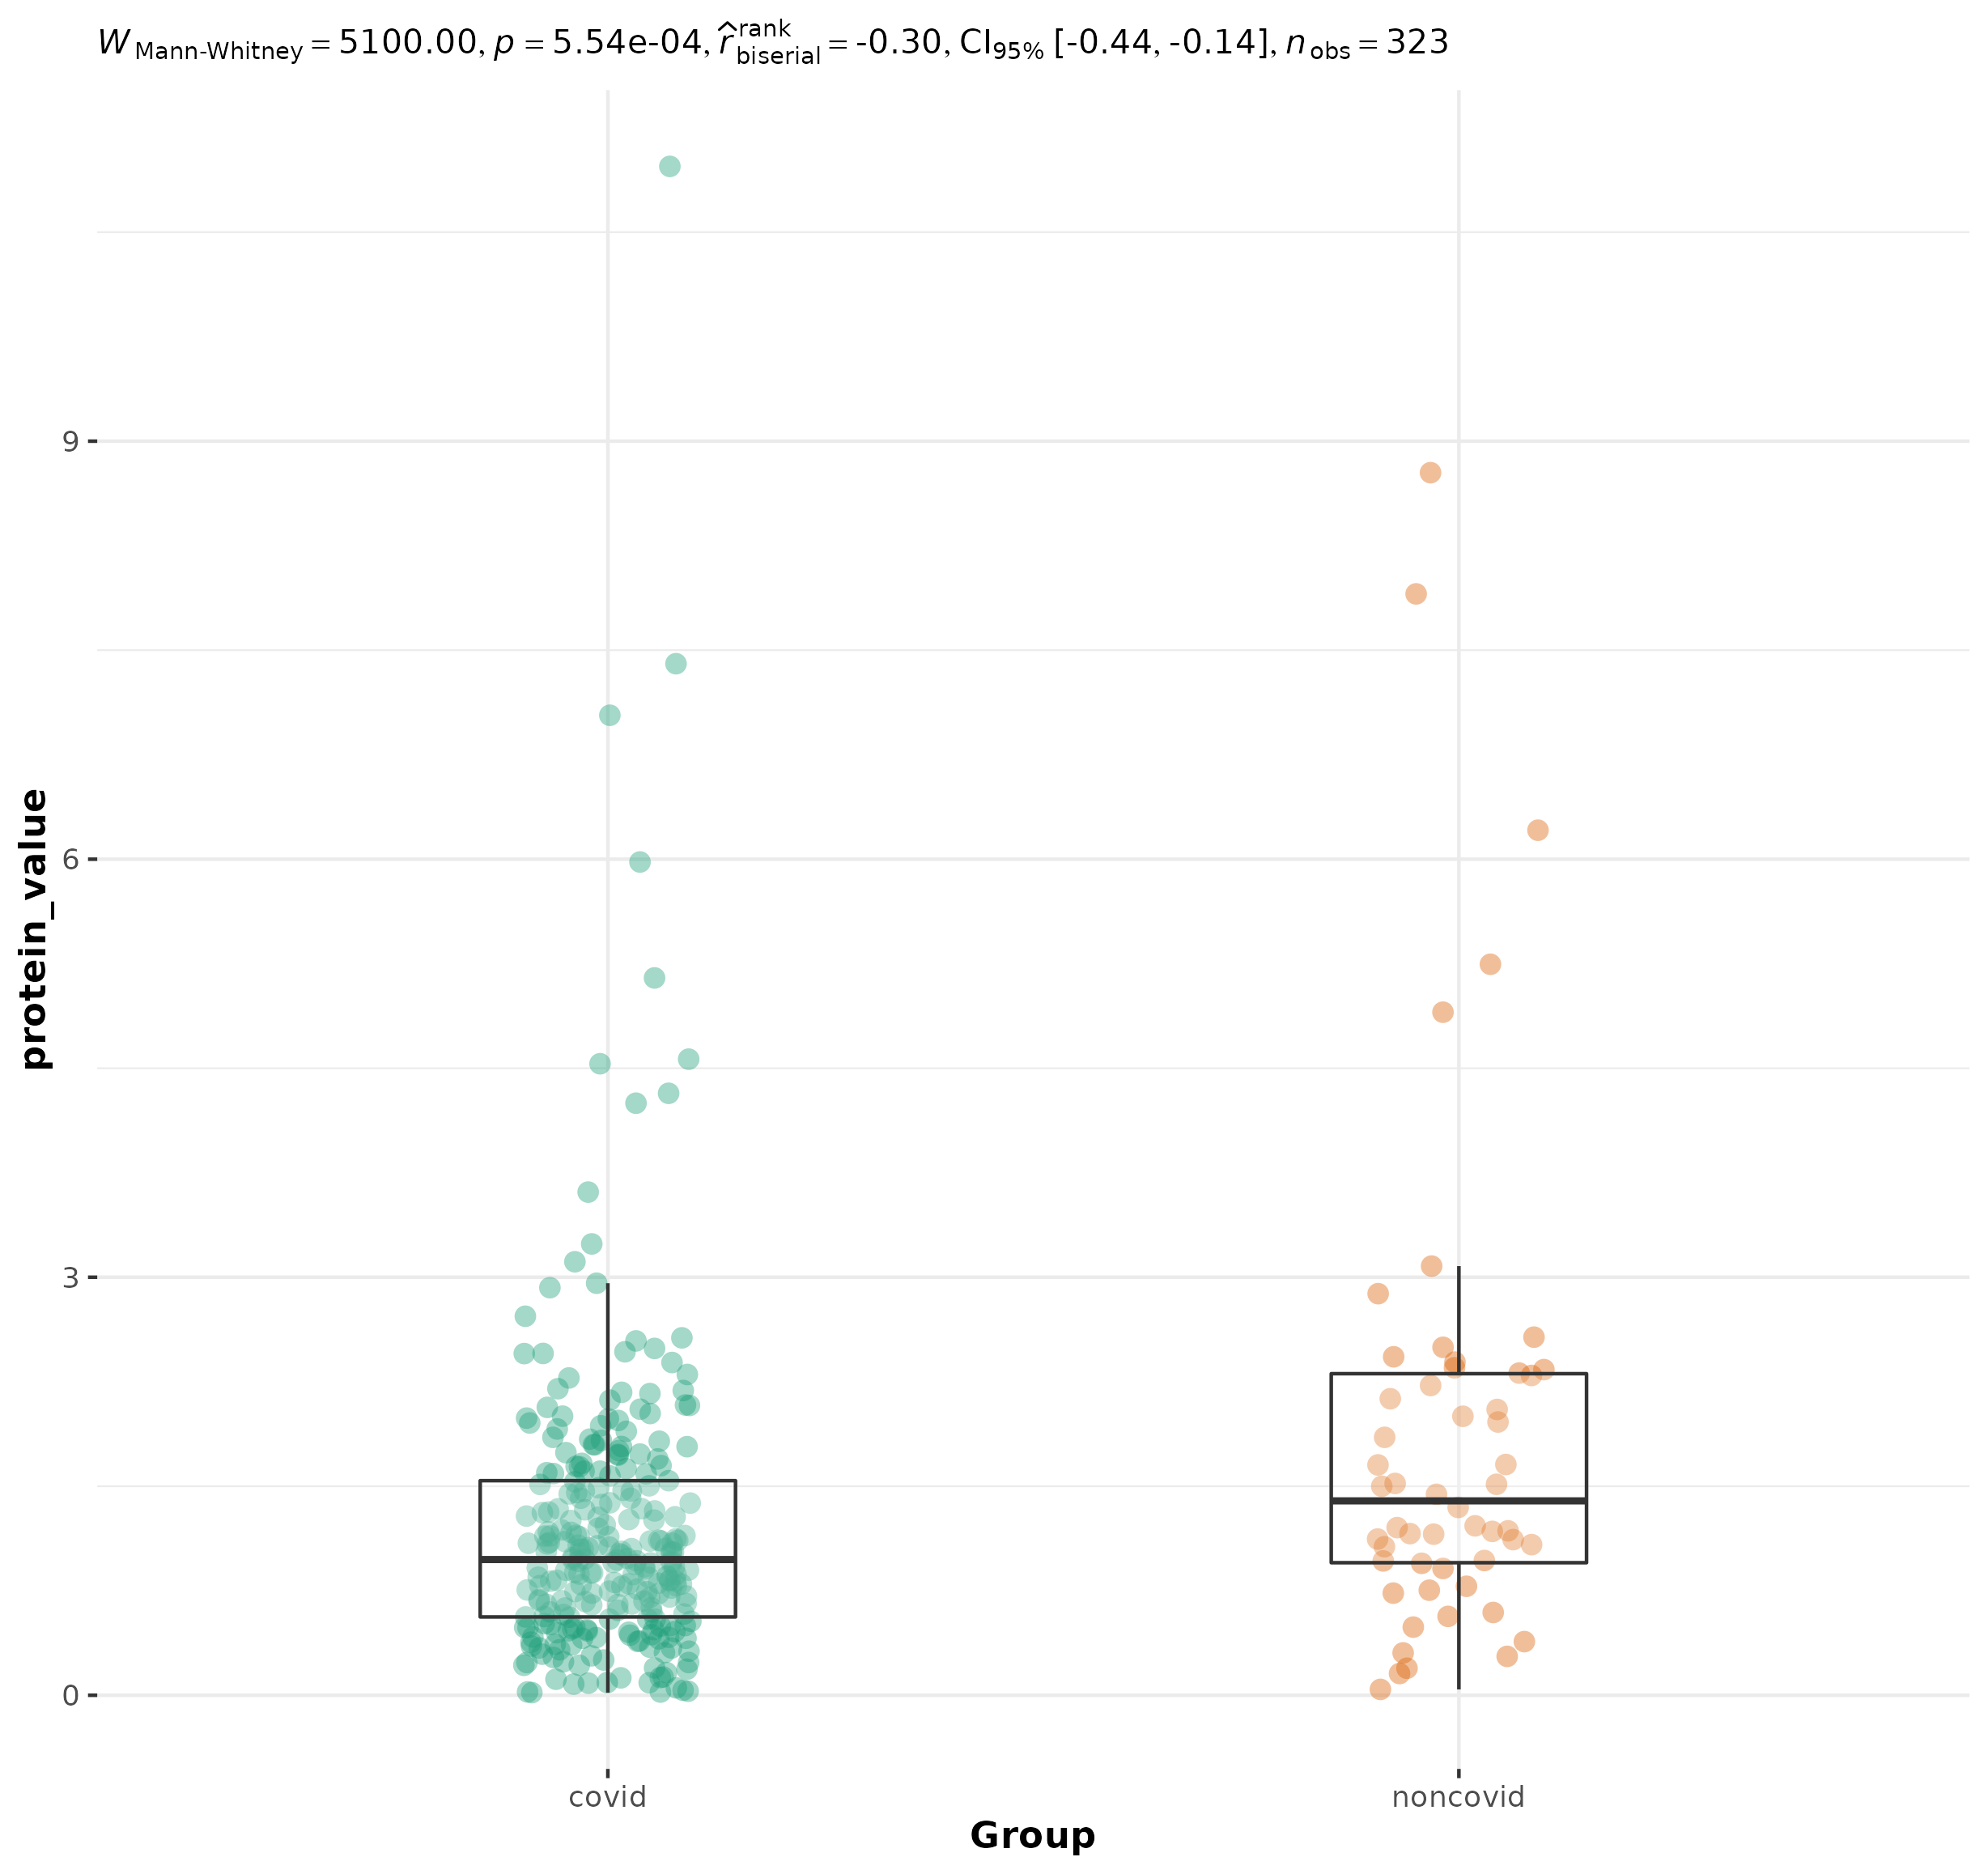 W Mann-Whitney = 5100.00, p = 5.54e-04, r̂ rank biserial = -0.30, CI95% [-0.44, -0.14], n obs = 323
9
6
3
0
protein_value
covid noncovid
Group